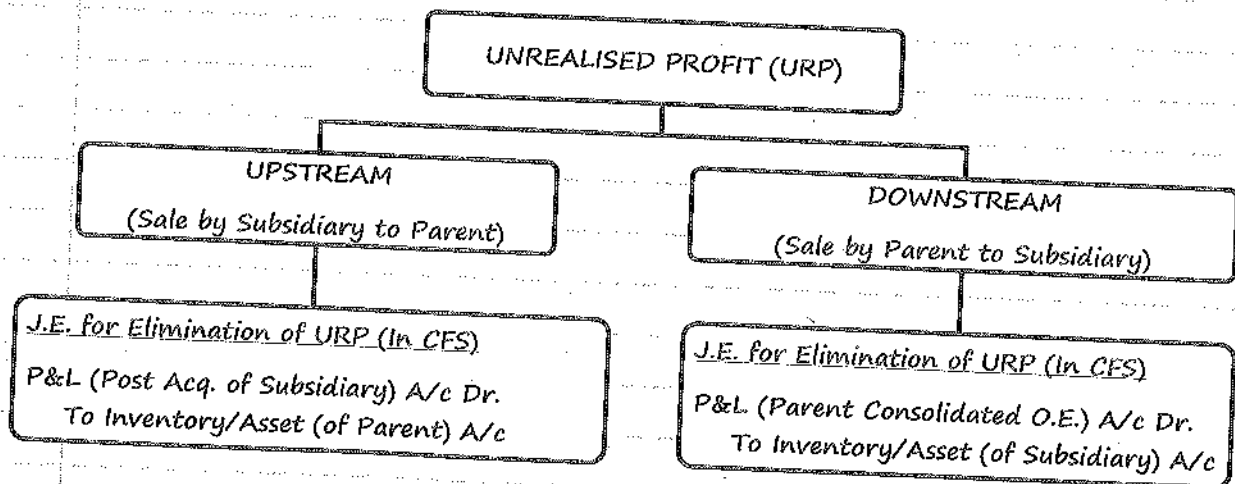 UNREALISED PROFIT (URP)
UPSTREAM
(Sale by Subsidiary to Parent)
DOWNSTREAM
(Sale by Parent to Subsidiary)
J.E. for Elimination of URP (In CFS)
P&L (Post Acq. of Subsidiary) A/c Dr.
To Inventory/Asset (of Parent) A/c
J.E. for Elimination of URP (In CFS)
P&L (Parent Consolidated O.E.) A/c Dr.
To Inventory/Asset (of Subsidiary) A/c